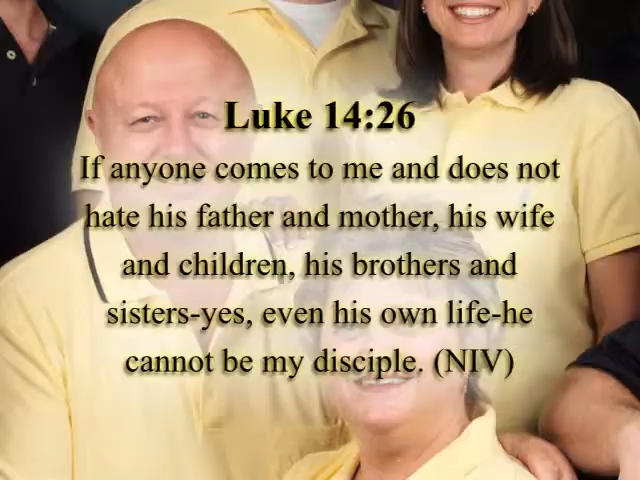 Luke 14:26
If anyone comes to me and does not
hate his father and mother, his wife
and children, his brothers and
sisters-yes, even his own life-he
cannot be my disciple. (NIV)